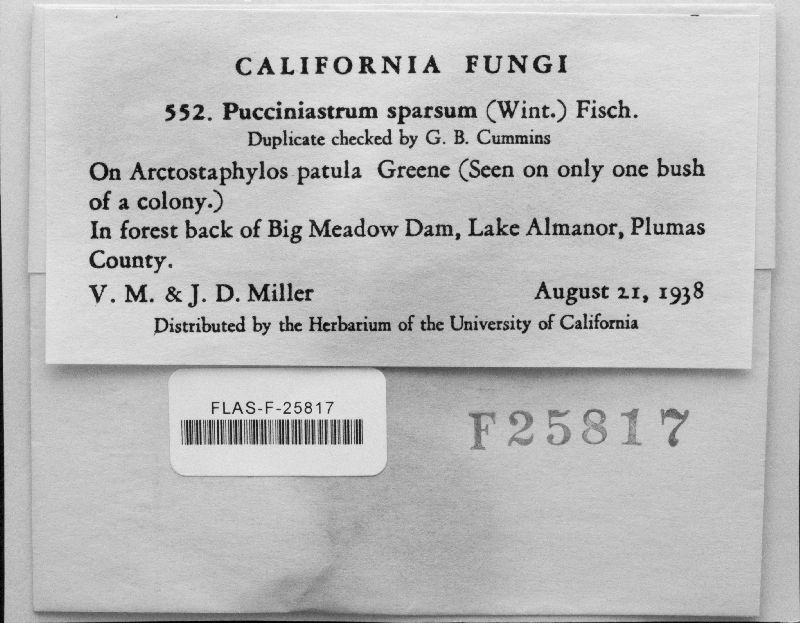 CALIFORNIA FUNGI
552. Pucciniastrum sparsum (Wint.) Fisch.
Duplicate checked by G. B. Cummins
On Arctostaphylos patula Greene (Seen on only one bush
of a colony.)
In forest back of Big Meadow Dam, Lake Almanor, Plumas
County.
V. M. & J. D. Miller August 21, 1938
Distributed by the Herbarium of the University of California
FLAS-F-25817
F25817